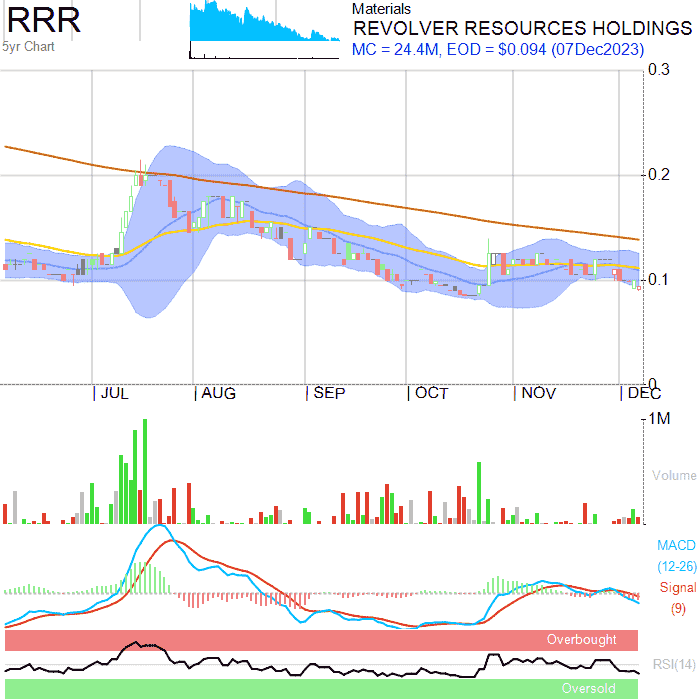 RRR
5yr Chart
Materials
REVOLVER RESOURCES HOLDINGS
MC = 24.4M, EOD = $0.094 (07Dec2023)
0.3
0.2
0.1
0
JUL AUG SEP OCT NOV DEC
1M
Volume
MACD
(12-26)
Signal
(9)
Overbought
RSI(14)
Oversold